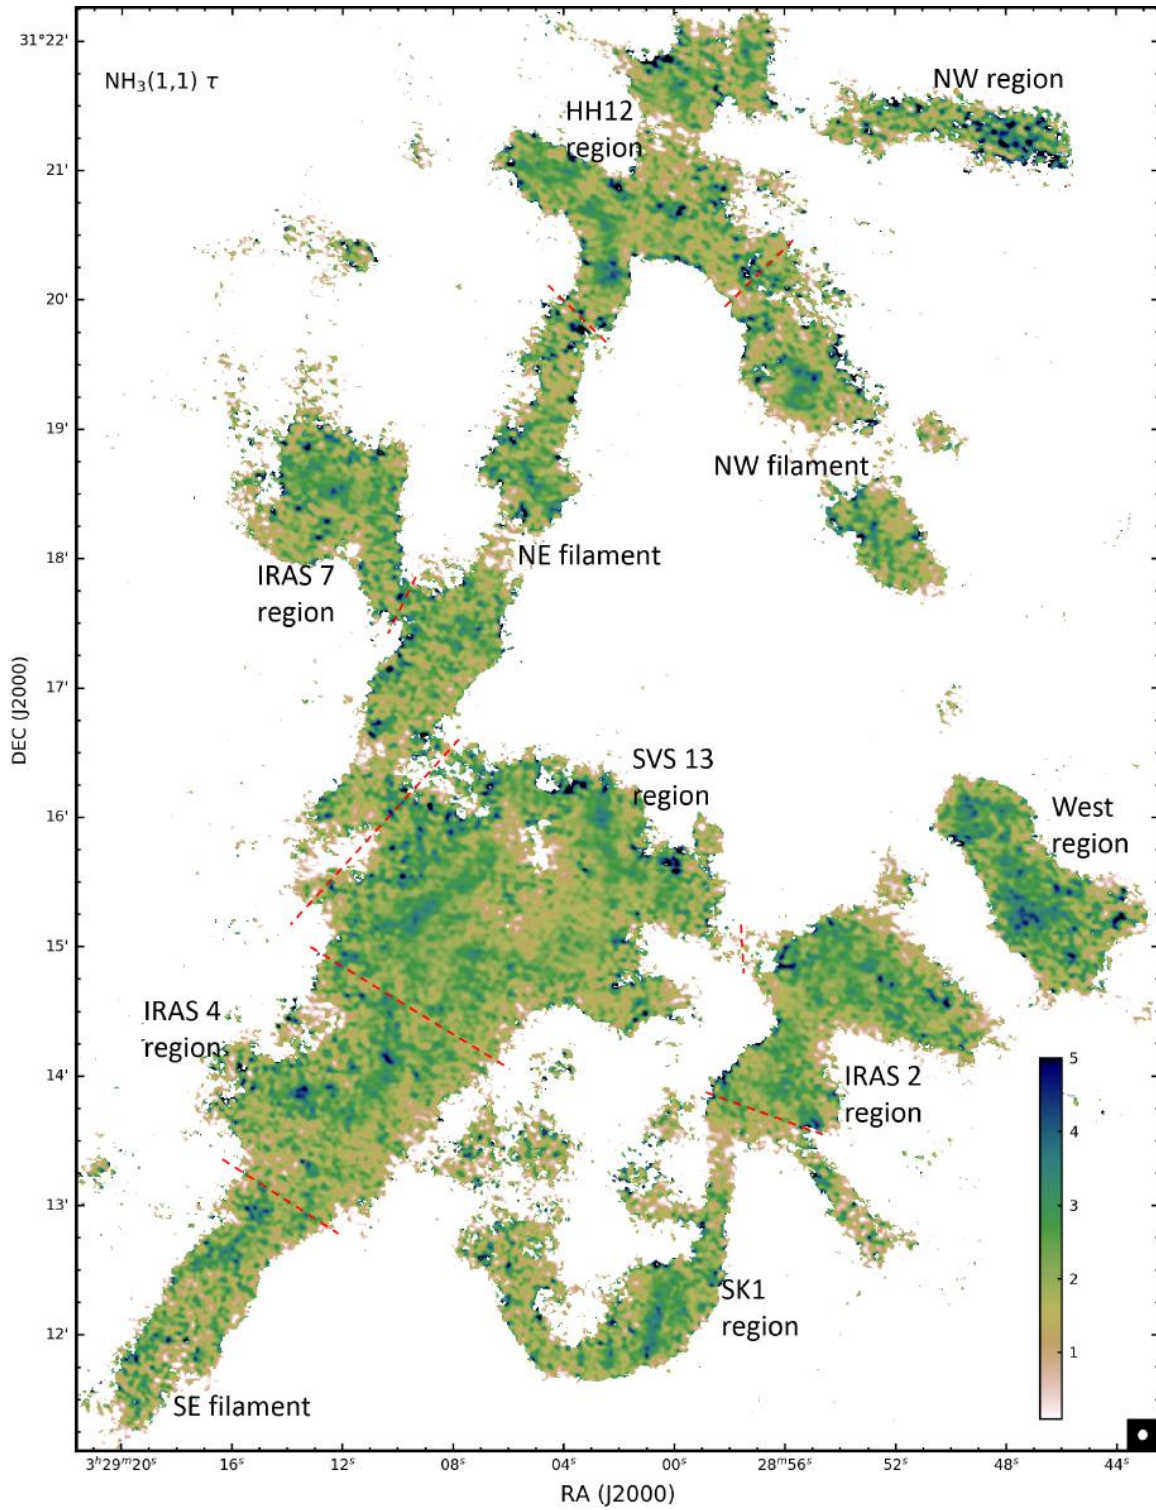 31°22'
NH₃(1,1) τ
NW region
HH12
region
21'
20'
19'
NW filament
NE filament
18'
IRAS 7
region
17'
DEC (J2000)
SVS 13
region
16'
West
region
15'
IRAS 4
region
14'
IRAS 2
region
5
4
3
2
1
13'
SK1
region
12'
SE filament
3ʰ29ᵐ20ˢ 16ˢ 12ˢ 08ˢ 04ˢ 00ˢ 28ᵐ56ˢ 52ˢ 48ˢ 44ˢ
RA (J2000)